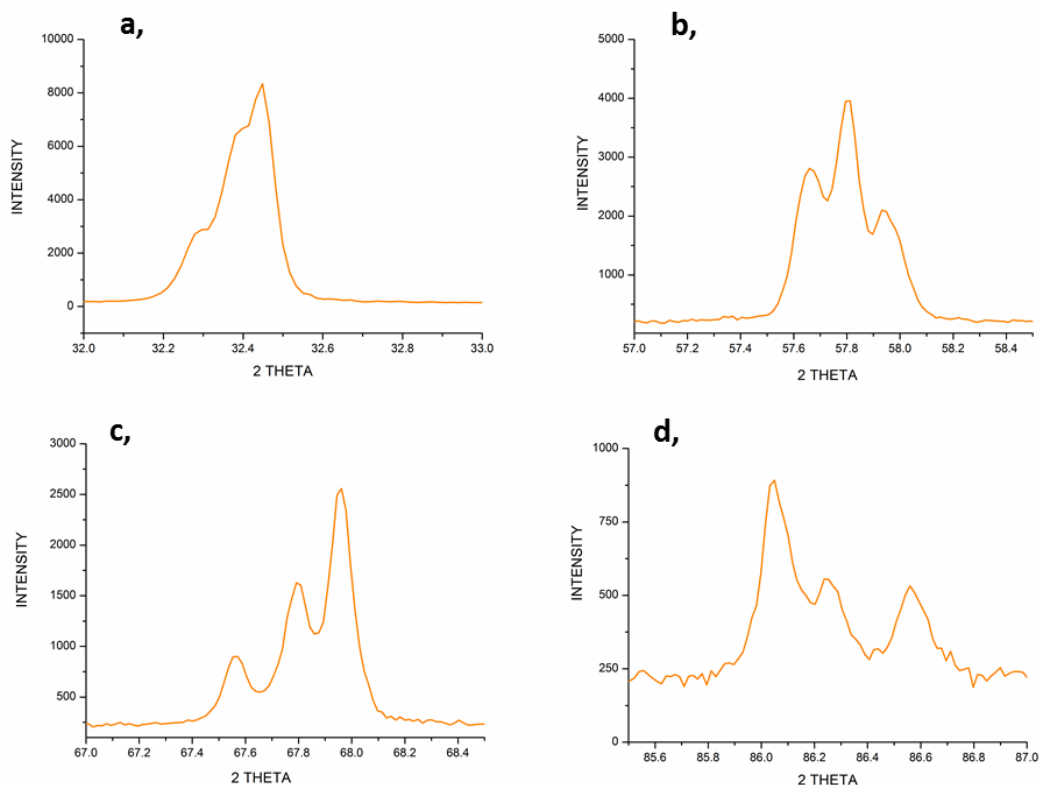 a,
10000
8000
6000
4000
2000
0
INTENSITY
32.0 32.2 32.4 32.6 32.8 33.0
2 THETA
b,
5000
4000
3000
2000
1000
INTENSITY
57.0 57.2 57.4 57.6 57.8 58.0 58.2 58.4
2 THETA
c,
3000
2500
2000
1500
1000
500
INTENSITY
67.0 67.2 67.4 67.6 67.8 68.0 68.2 68.4
2 THETA
d,
1000
750
500
250
0
INTENSITY
85.6 85.8 86.0 86.2 86.4 86.6 86.8 87.0
2 THETA